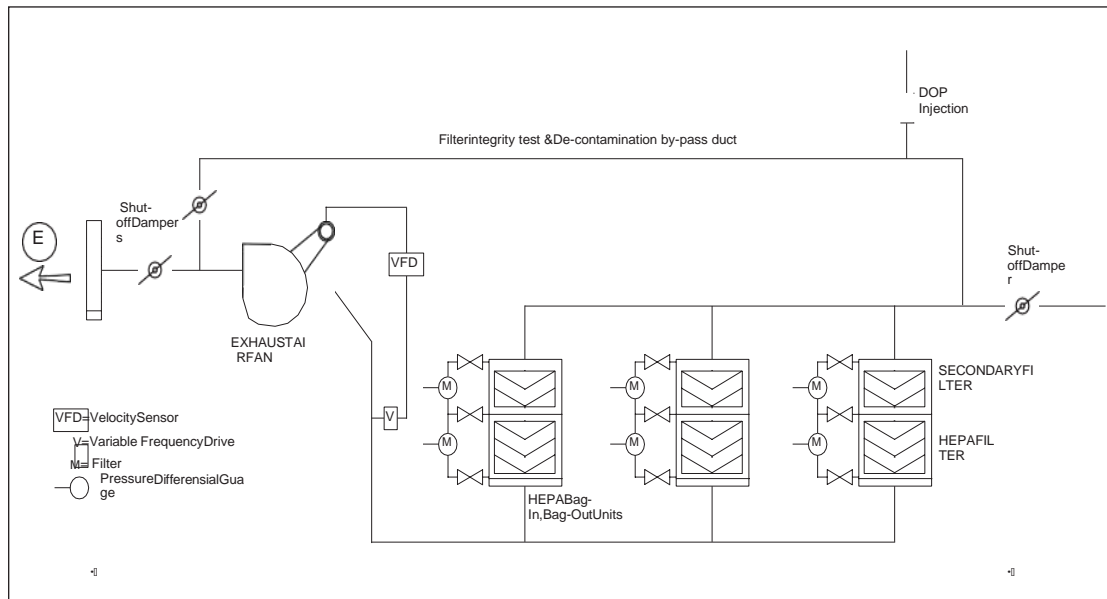 DOP
Injection
Filterintegrity test &De-contamination by-pass duct
Shut-
offDamper
s
E
VFD
Shut-
offDampe
r
EXHAUSTAI
RFAN
M
M
M
SECONDARYFI
LTER
V
M
M
M
HEPAFIL
TER
VFD=VelocitySensor
V=Variable FrequencyDrive
M= Filter
PressureDifferensialGua
ge
HEPABag-
In,Bag-OutUnits